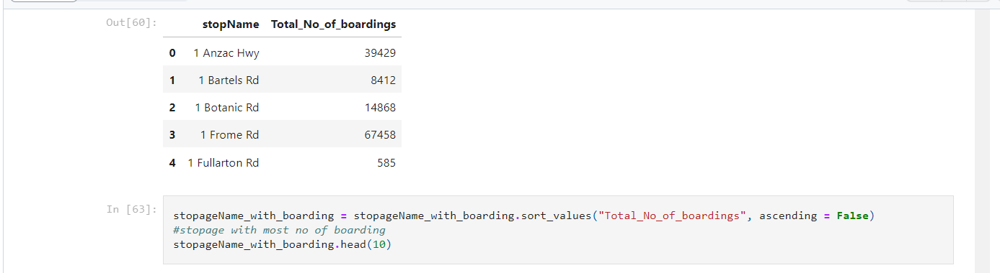 Out[60]:
stopName Total_No_of_boardings
0 1 Anzac Hwy 39429
1 1 Bartels Rd 8412
2 1 Botanic Rd 14868
3 1 Frome Rd 67458
4 1 Fullarton Rd 585
In [63]:
stopageName_with_boarding = stopageName_with_boarding.sort_values("Total_No_of_boardings", ascending = False)
#stopage with most no of boarding
stopageName_with_boarding.head(10)